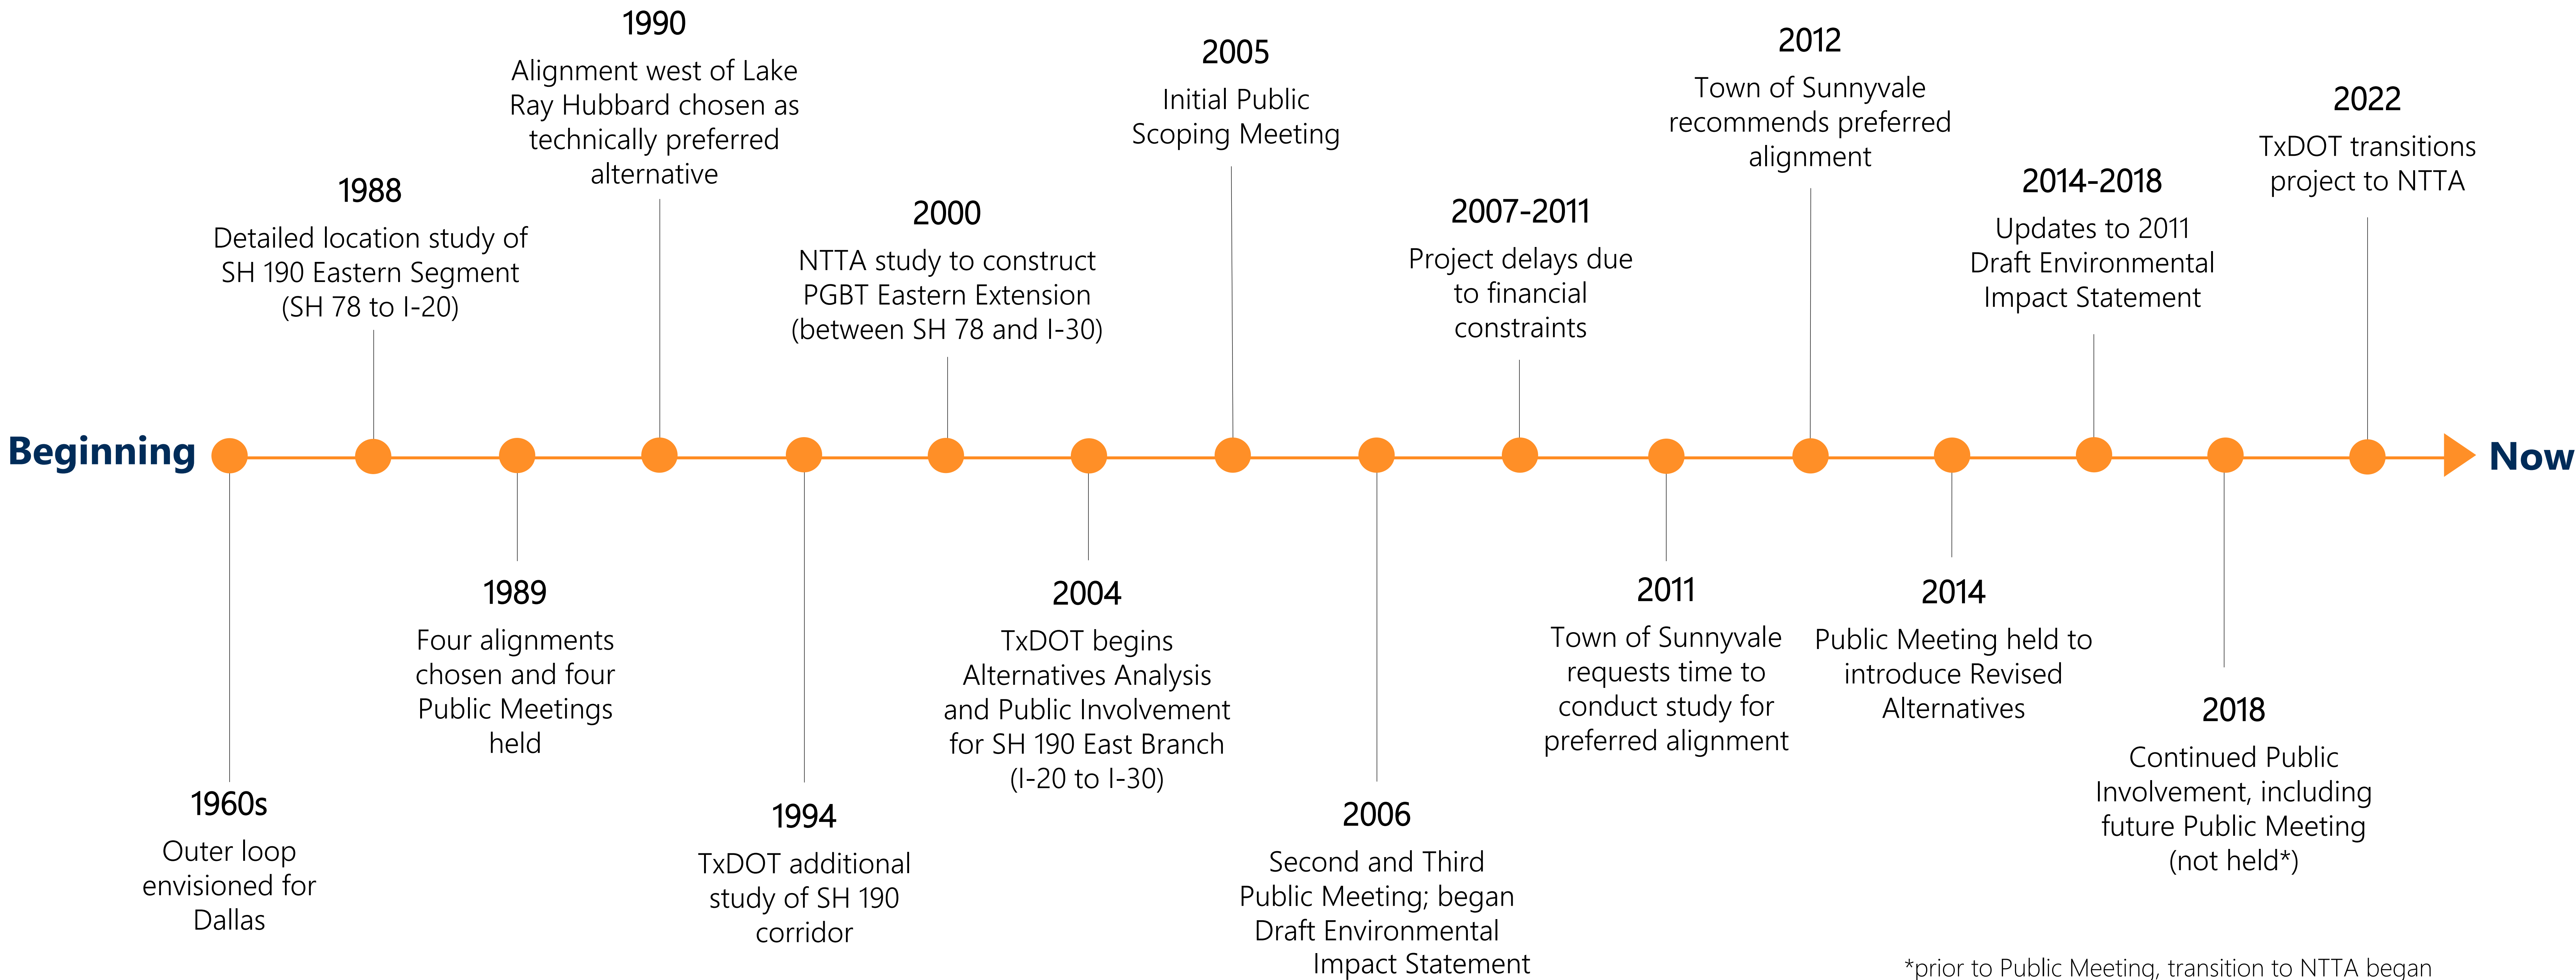 Beginning
1960s
Outer loop
envisioned for
Dallas
1988
Detailed location study of
SH 190 Eastern Segment
(SH 78 to I-20)
1989
Four alignments
chosen and four
Public Meetings
held
1990
Alignment west of Lake
Ray Hubbard chosen as
technically preferred
alternative
1994
TxDOT additional
study of SH 190
corridor
2000
NTTA study to construct
PGBT Eastern Extension
(between SH 78 and I-30)
2004
TxDOT begins
Alternatives Analysis
and Public Involvement
for SH 190 East Branch
(I-20 to I-30)
2005
Initial Public
Scoping Meeting
2006
Second and Third
Public Meeting; began
Draft Environmental
Impact Statement
2007-2011
Project delays due
to financial
constraints
2011
Town of Sunnyvale
requests time to
conduct study for
preferred alignment
2012
Town of Sunnyvale
recommends preferred
alignment
2014
Public Meeting held to
introduce Revised
Alternatives
2014-2018
Updates to 2011
Draft Environmental
Impact Statement
2018
Continued Public
Involvement, including
future Public Meeting
(not held*)
2022
TxDOT transitions
project to NTTA
Now
*prior to Public Meeting, transition to NTTA began